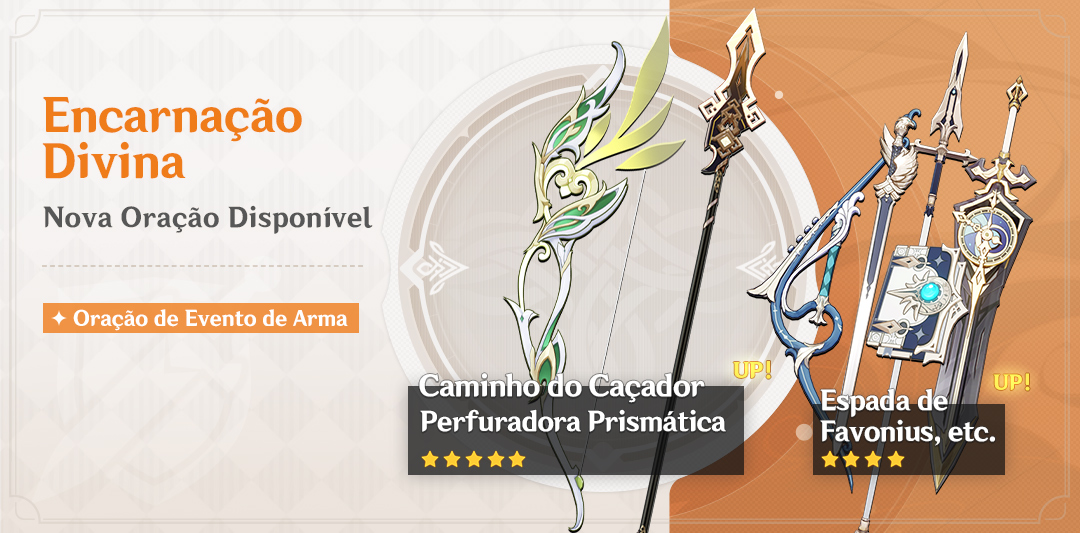 Encarnação
Divina
Nova Oração Disponível
✦ Oração de Evento de Arma
UP!
Caminho do Caçador
Perfuradora Prismática
★★★★★
UP!
Espada de
Favonius, etc.
★★★★